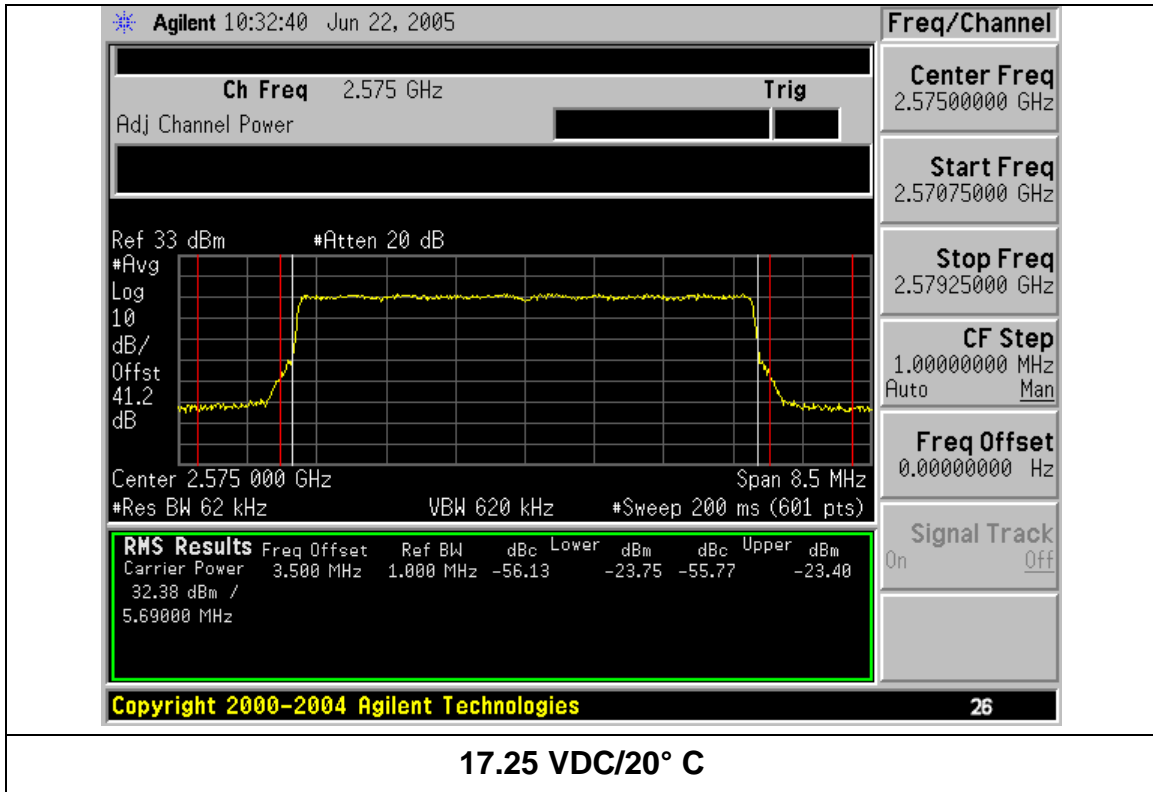 Agilent 10:32:40 Jun 22, 2005
Freq/Channel
Ch Freq 2.575 GHz Trig
Adj Channel Power
Center Freq
2.57500000 GHz
Start Freq
2.57075000 GHz
Stop Freq
2.57925000 GHz
CF Step
1.00000000 MHz
Auto Man
Freq Offset
0.00000000 Hz
Signal Track
On Off
Ref 33 dBm #Atten 20 dB
#Avg
Log
10
dB/
Offst
41.2
dB
Center 2.575 000 GHz Span 8.5 MHz
#Res BW 62 kHz VBW 620 kHz #Sweep 200 ms (601 pts)
RMS Results Freq Offset Ref BW dBc Lower dBm dBc Upper dBm
Carrier Power 3.500 MHz 1.000 MHz -56.13 -23.75 -55.77 -23.40
32.38 dBm /
5.69000 MHz
Copyright 2000-2004 Agilent Technologies 26
17.25 VDC/20° C